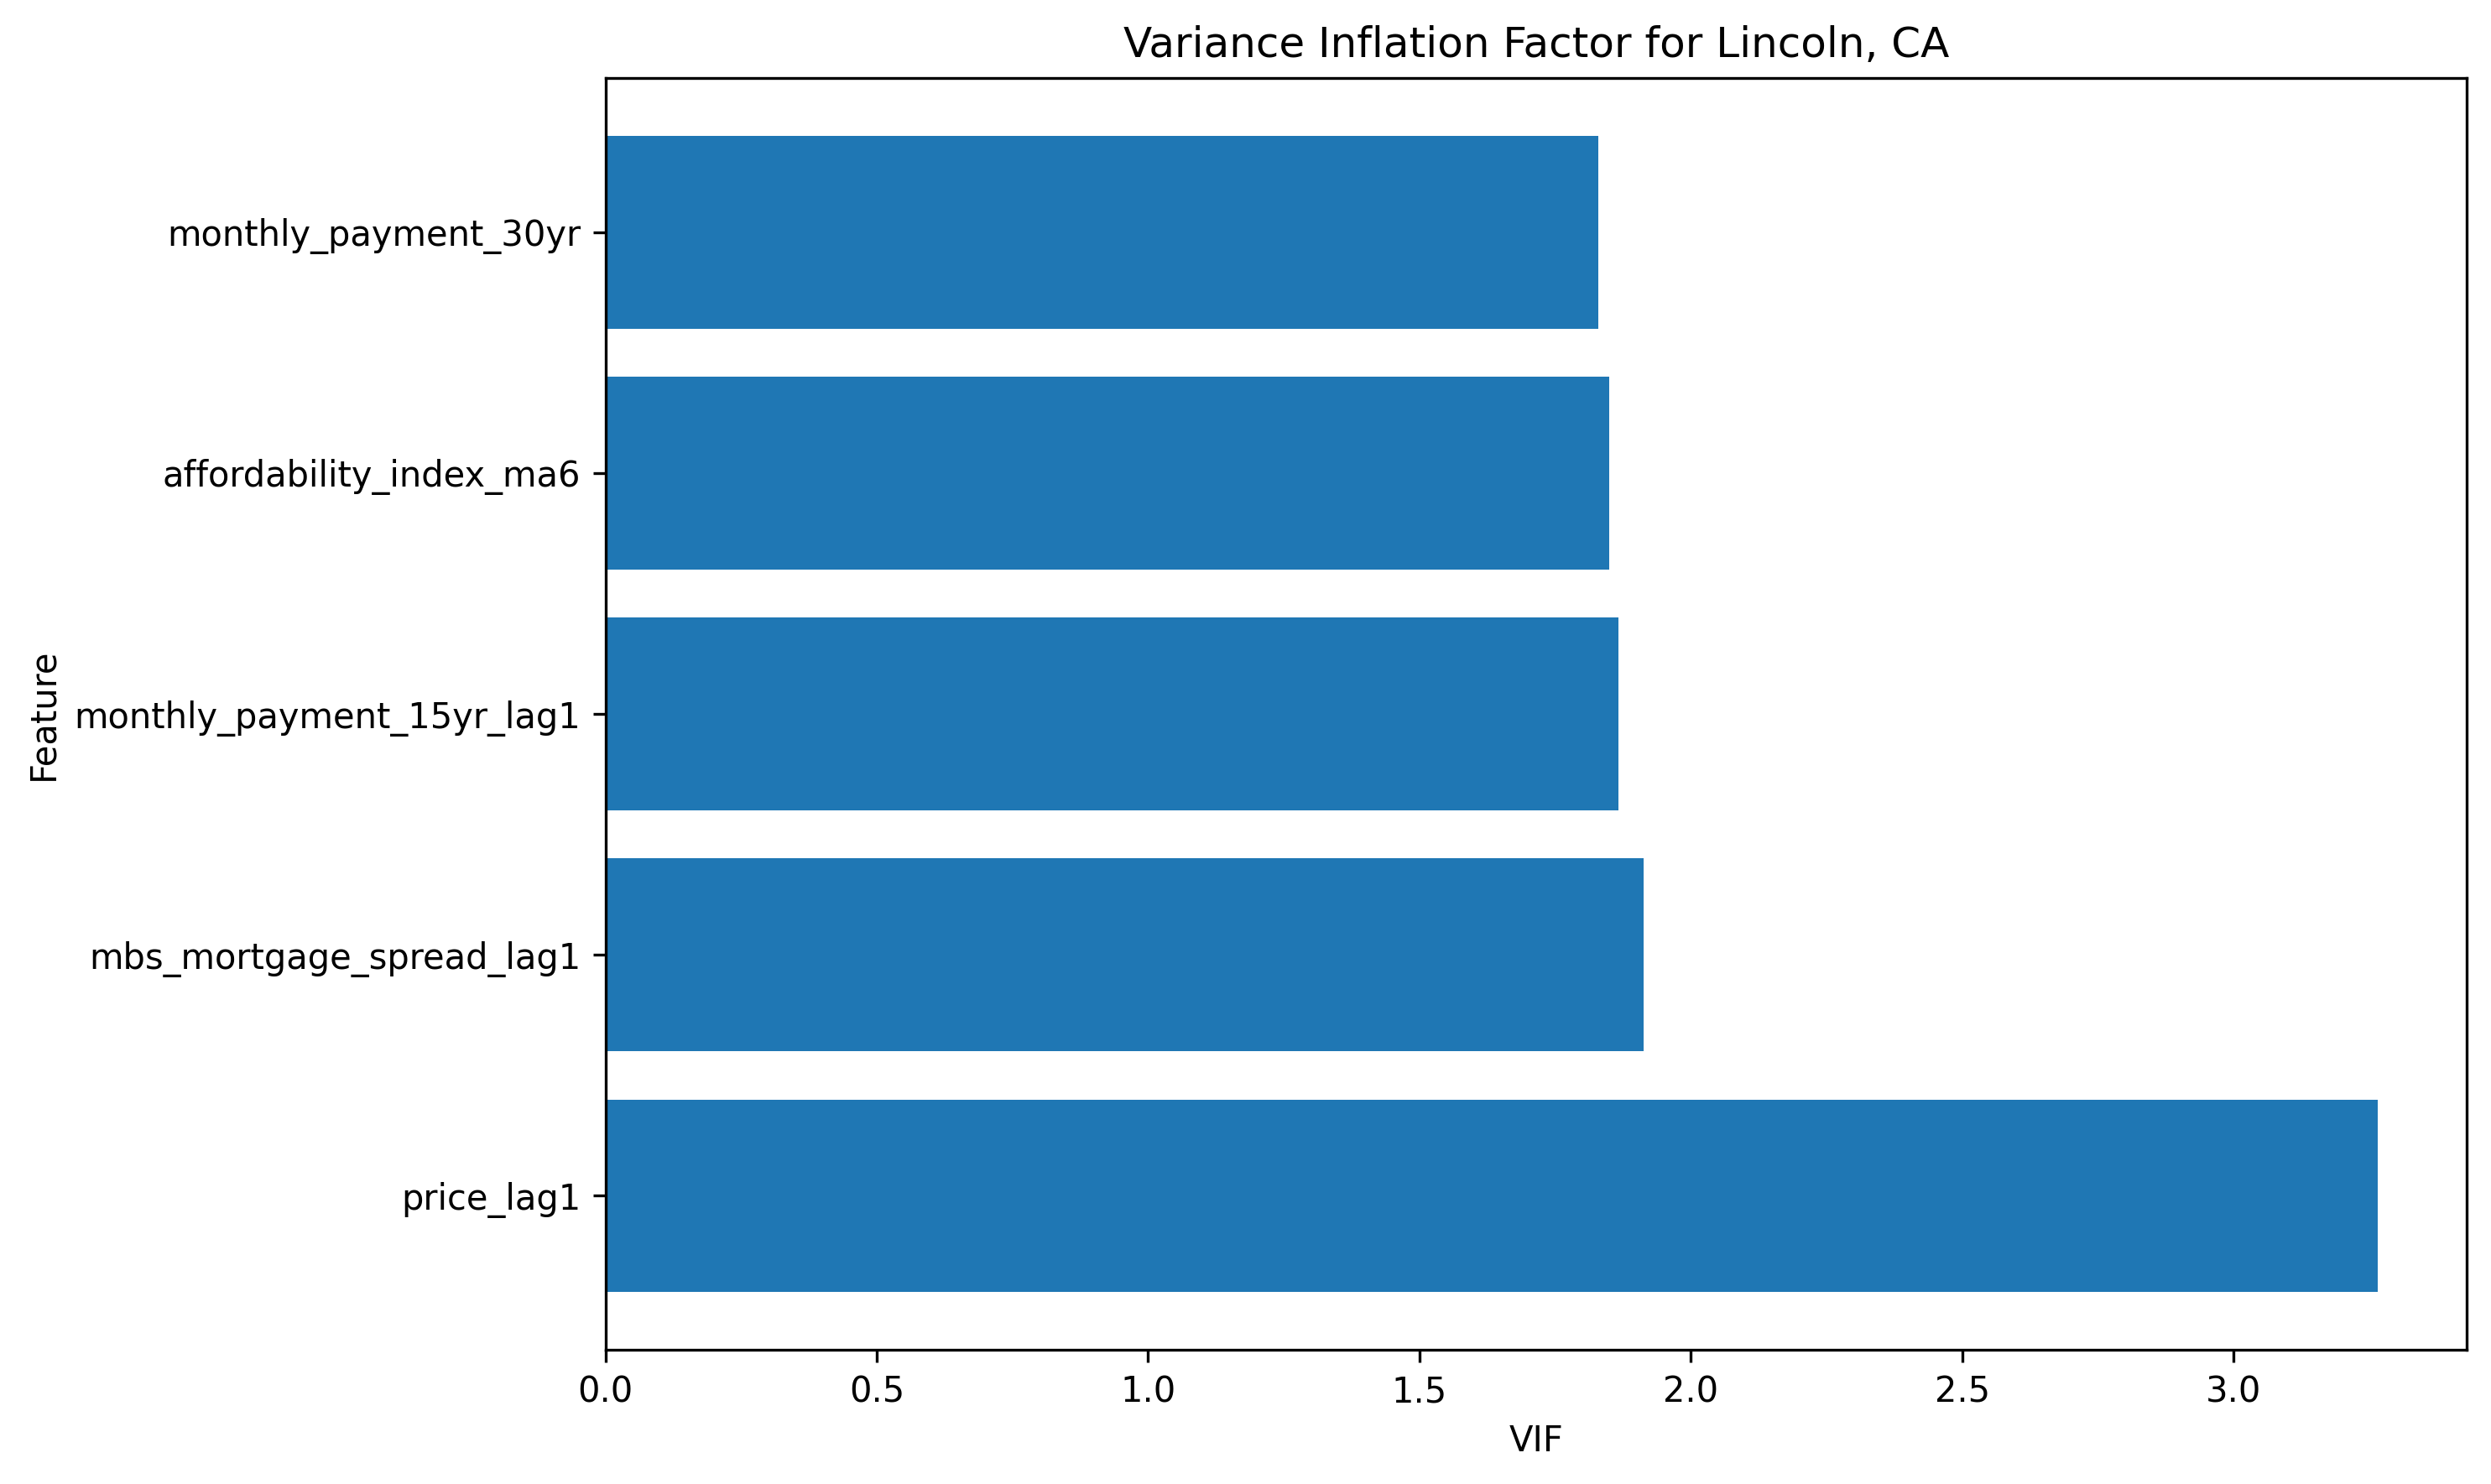 Variance Inflation Factor for Lincoln, CA
Feature
monthly_payment_30yr
affordability_index_ma6
monthly_payment_15yr_lag1
mbs_mortgage_spread_lag1
price_lag1
0.0 0.5 1.0 1.5 2.0 2.5 3.0
VIF